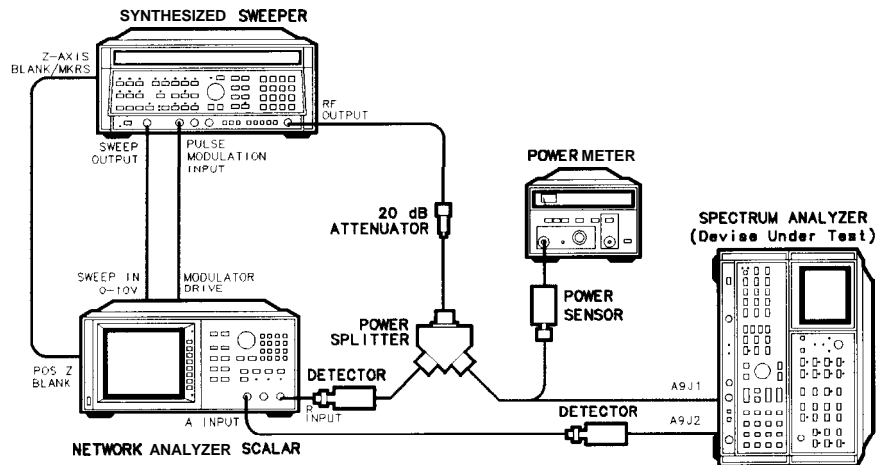 SYNTHESIZED SWEEPER
Z-AXIS
BLANK/MKRS
RF
OUTPUT
SWEEP
OUTPUT
PULSE
MODULATION
INPUT
POWER METER
20 dB
ATTENUATOR
SPECTRUM ANALYZER
(Devise Under Test)
SWEEP IN
0-10V
MODULATOR
DRIVE
POWER
SENSOR
POWER
SPLITTER
POS Z
BLANK
DETECTOR
A9J1
R
INPUT
A INPUT
DETECTOR
A9J2
NETWORK ANALYZER SCALAR